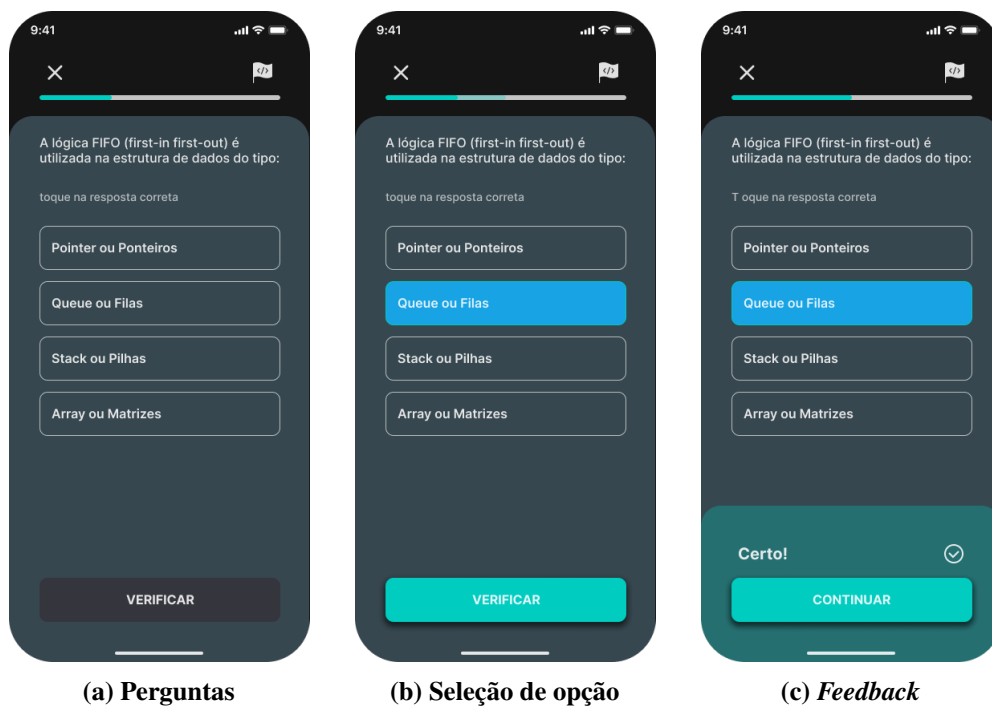 9:41
</>
A lógica FIFO (first-in first-out) é
utilizada na estrutura de dados do tipo:
toque na resposta correta
Pointer ou Ponteiros
Queue ou Filas
Stack ou Pilhas
Array ou Matrizes
VERIFICAR
(a) Perguntas
9:41
</>
A lógica FIFO (first-in first-out) é
utilizada na estrutura de dados do tipo:
toque na resposta correta
Pointer ou Ponteiros
Queue ou Filas
Stack ou Pilhas
Array ou Matrizes
VERIFICAR
(b) Seleção de opção
9:41
</>
A lógica FIFO (first-in first-out) é
utilizada na estrutura de dados do tipo:
T oque na resposta correta
Pointer ou Ponteiros
Queue ou Filas
Stack ou Pilhas
Array ou Matrizes
Certo!
CONTINUAR
(c) Feedback